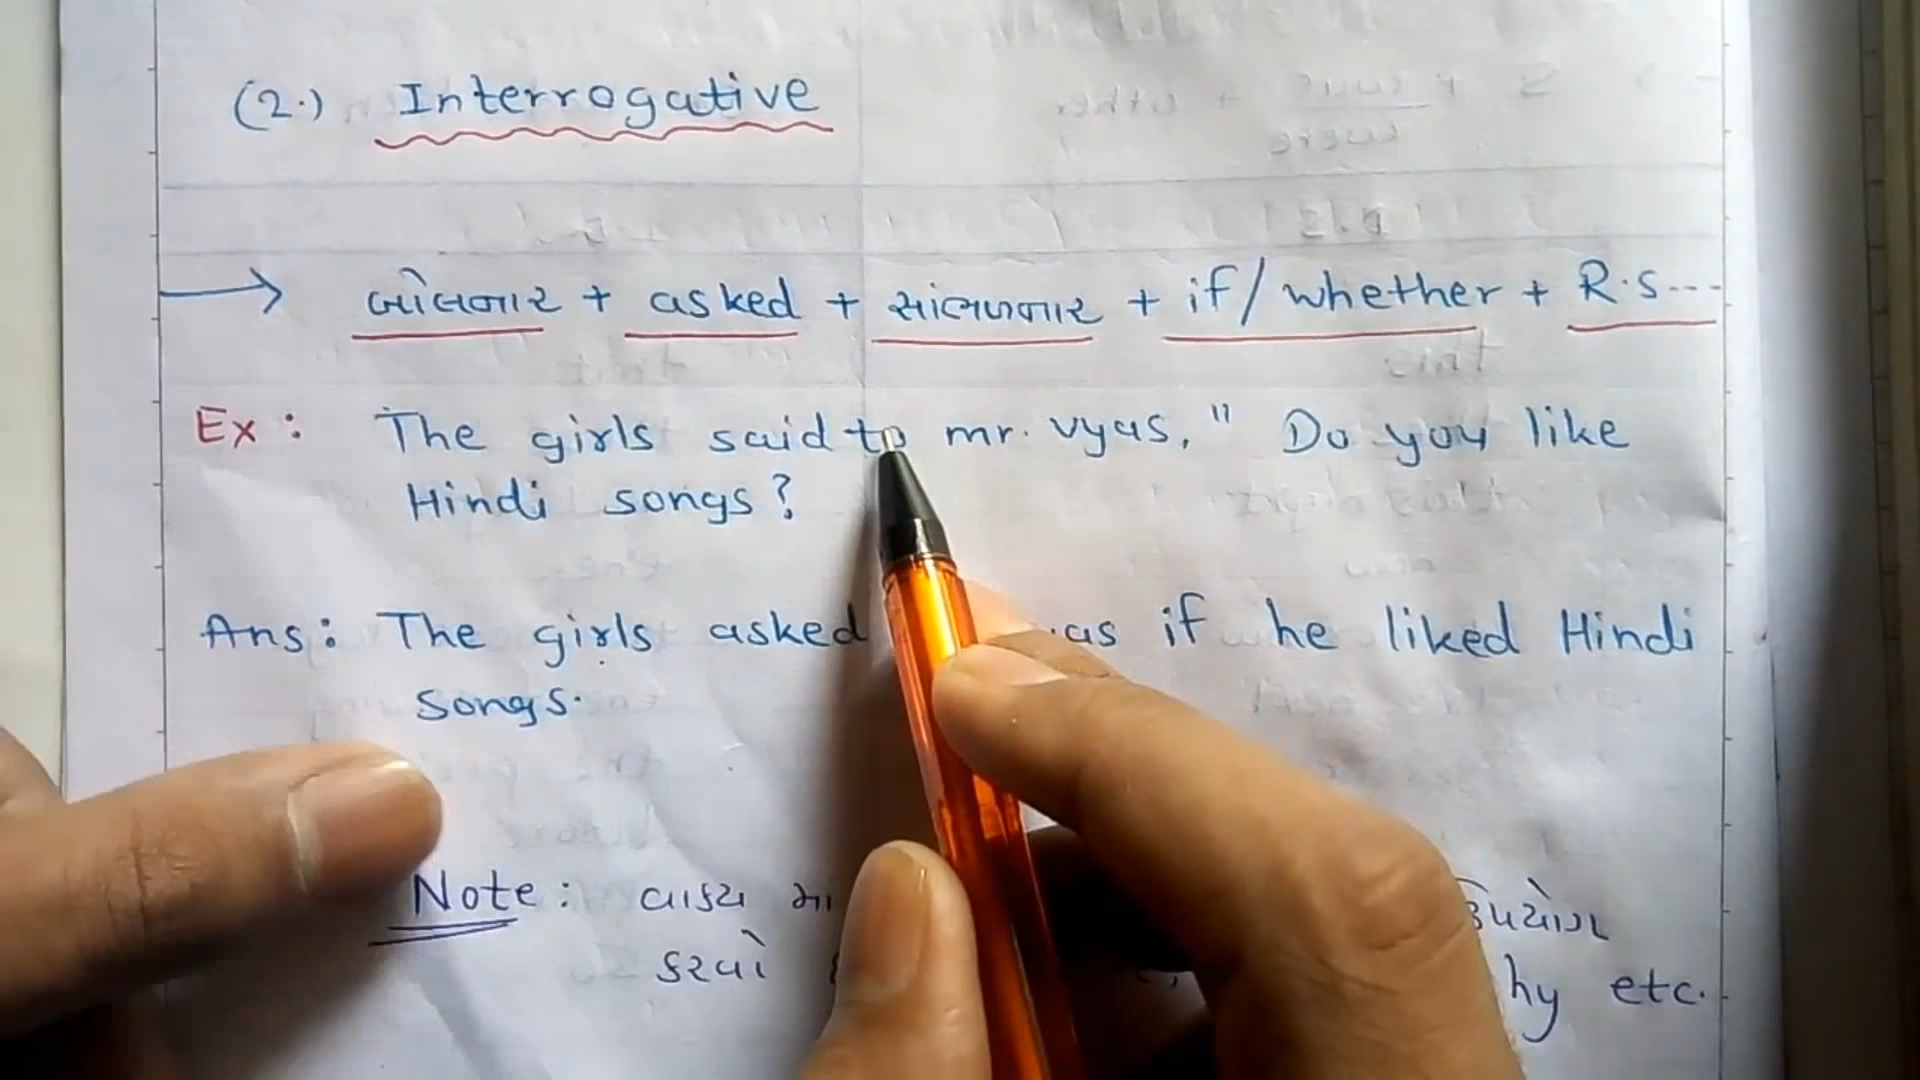 (2.) Interrogative
→ બોલનાર + asked + સાંભળનાર + if/whether + R.S---
Ex: The girls said to mr. vyas, " Do you like
Hindi songs?
Ans: The girls asked if he liked Hindi
songs.
Note: વાક્ય મા ઉપયોગ
કરવો hy etc.